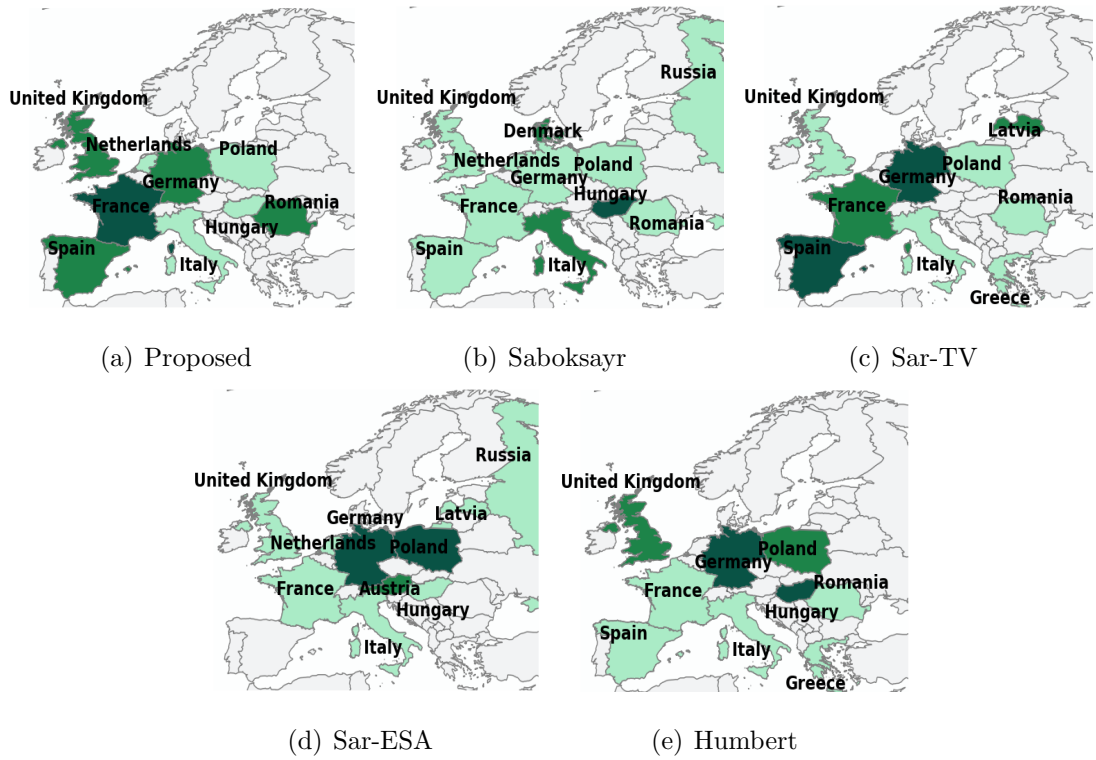 United Kingdom
Netherlands
Poland
Germany
France
Romania
Hungary
Spain
Italy
(a) Proposed
Russia
United Kingdom
Denmark
Netherlands
Poland
Germany
Hungary
France
Romania
Spain
Italy
(b) Saboksayr
United Kingdom
Latvia
Poland
Germany
Romania
France
Spain
Italy
Greece
(c) Sar-TV
Russia
United Kingdom
Latvia
Germany
Netherlands
Poland
France
Austria
Hungary
Italy
(d) Sar-ESA
United Kingdom
Poland
Germany
Romania
France
Hungary
Spain
Italy
Greece
(e) Humbert